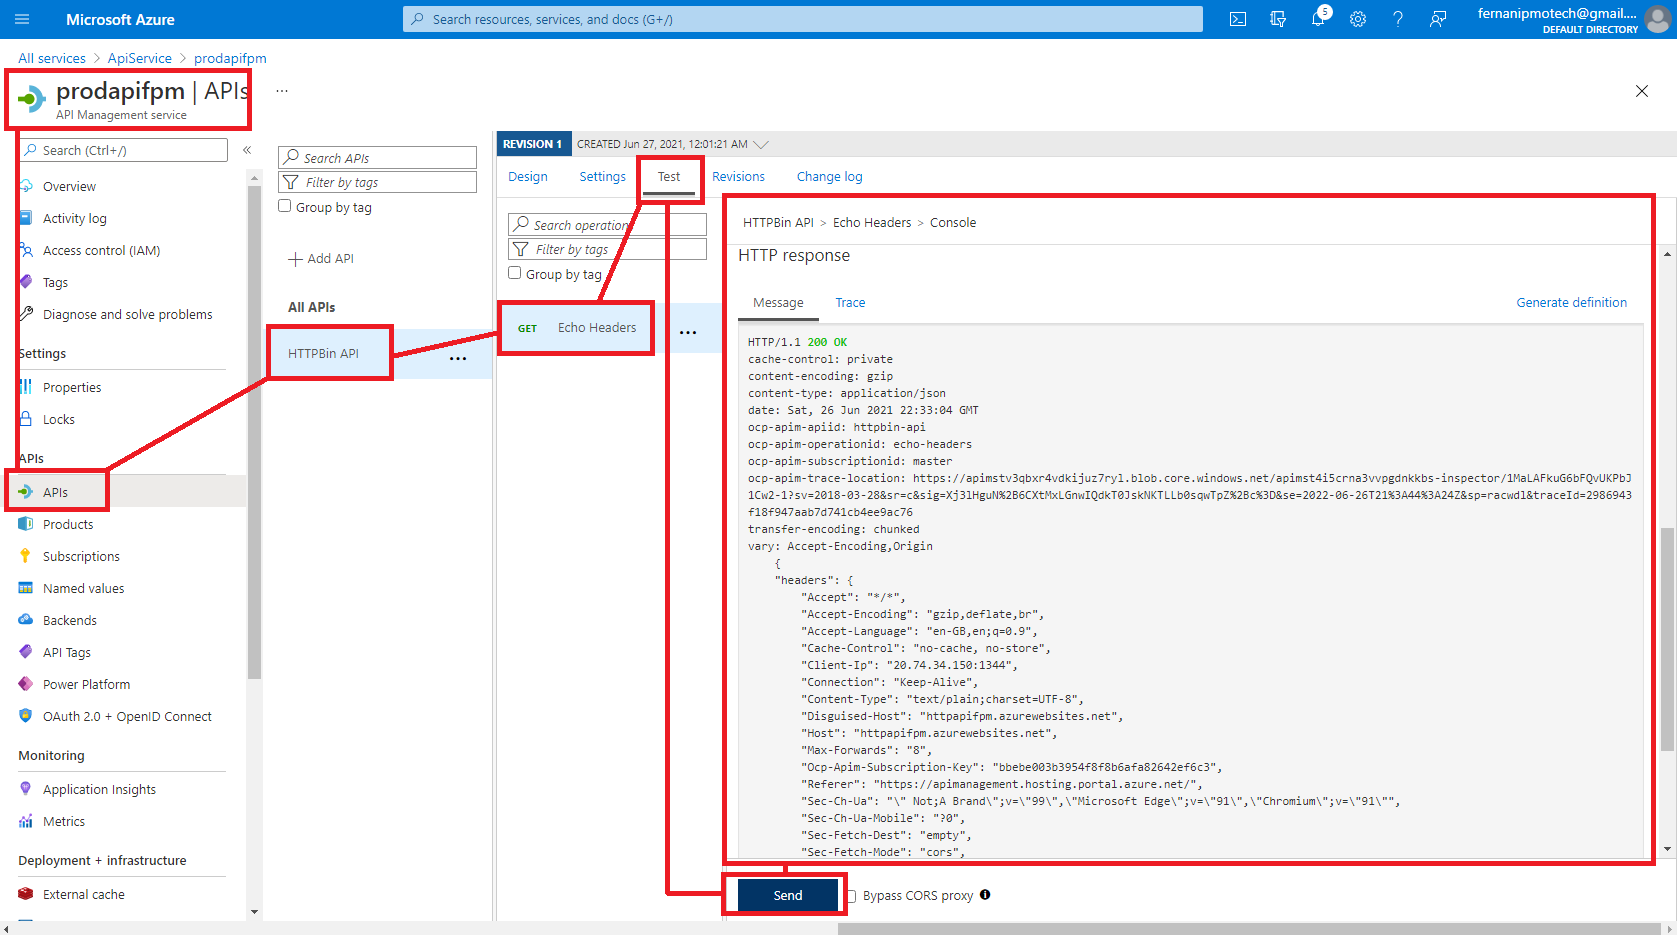 Microsoft Azure
Search resources, services, and docs (G+/)
5
fernanipmotech@gmail....
DEFAULT DIRECTORY
All services > ApiService > prodapifpm
prodapifpm | APIs
...
API Management service
Search (Ctrl+/)
«
Overview
Activity log
Access control (IAM)
Tags
Diagnose and solve problems
Settings
Properties
Locks
APIs
APIs
Products
Subscriptions
Named values
Backends
API Tags
Power Platform
OAuth 2.0 + OpenID Connect
Monitoring
Application Insights
Metrics
Deployment + infrastructure
External cache
Search APIs
Filter by tags
Group by tag
Add API
All APIs
HTTPBin API
...
REVISION 1
CREATED Jun 27, 2021, 12:01:21 AM
Design
Settings
Test
Revisions
Change log
Search operation
Filter by tags
Group by tag
GET Echo Headers
...
HTTPBin API > Echo Headers > Console
HTTP response
Message
Trace
Generate definition
HTTP/1.1 200 OK
cache-control: private
content-encoding: gzip
content-type: application/json
date: Sat, 26 Jun 2021 22:33:04 GMT
ocp-apim-apiid: httpbin-api
ocp-apim-operationid: echo-headers
ocp-apim-subscriptionid: master
ocp-apim-trace-location: https://apimstv3qbxr4vdkijuz7ryl.blob.core.windows.net/apimst4i5crna3vvpgdnkkbs-inspector/1MaLAFkuG6bFQvUKPbJ
1Cw2-1?sv=2018-03-28&sr=c&sig=Xj3lHguN%2B6CXtMxLGnwIQdkT0JskNKTLLb0sqwTpZ%2Bc%3D&se=2022-06-26T21%3A44%3A24Z&sp=racwdl&traceId=2986943
f18f947aab7d741cb4ee9ac76
transfer-encoding: chunked
vary: Accept-Encoding,Origin
{
"headers": {
"Accept": "*/*",
"Accept-Encoding": "gzip,deflate,br",
"Accept-Language": "en-GB,en;q=0.9",
"Cache-Control": "no-cache, no-store",
"Client-Ip": "20.74.34.150:1344",
"Connection": "Keep-Alive",
"Content-Type": "text/plain;charset=UTF-8",
"Disguised-Host": "httpapifpm.azurewebsites.net",
"Host": "httpapifpm.azurewebsites.net",
"Max-Forwards": "8",
"Ocp-Apim-Subscription-Key": "bbebe003b3954f8f8b6afa82642ef6c3",
"Referer": "https://apimanagement.hosting.portal.azure.net/",
"Sec-Ch-Ua": "\" Not;A Brand\";v=\"99\",\"Microsoft Edge\";v=\"91\",\"Chromium\";v=\"91\"",
"Sec-Ch-Ua-Mobile": "?0",
"Sec-Fetch-Dest": "empty",
"Sec-Fetch-Mode": "cors",
Send
Bypass CORS proxy